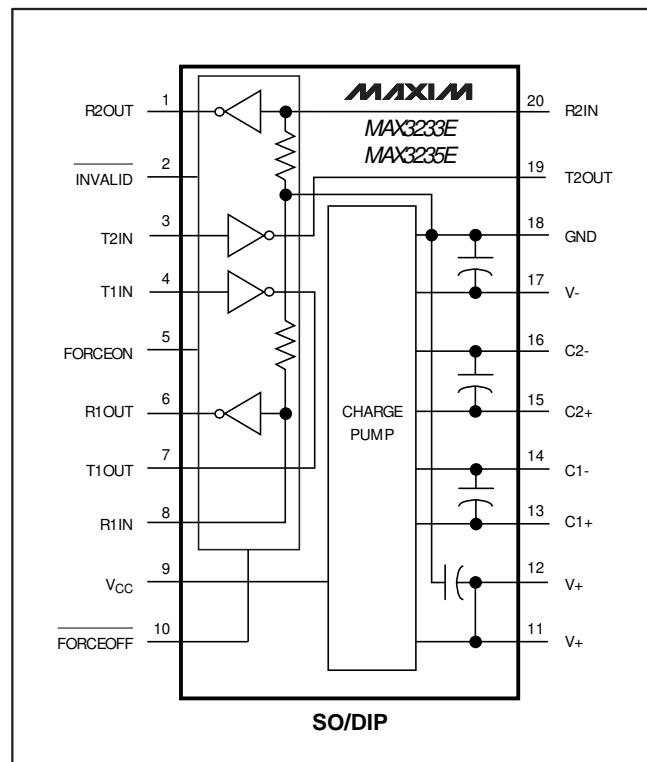 MAXIM
MAX3233E
MAX3235E
1
R2OUT
2
INVALID
3
T2IN
4
T1IN
5
FORCEON
6
R1OUT
7
T1OUT
8
R1IN
9
VCC
10
FORCEOFF
20
R2IN
19
T2OUT
18
GND
17
V-
16
C2-
15
C2+
14
C1-
13
C1+
12
V+
11
V+
CHARGE
PUMP
SO/DIP